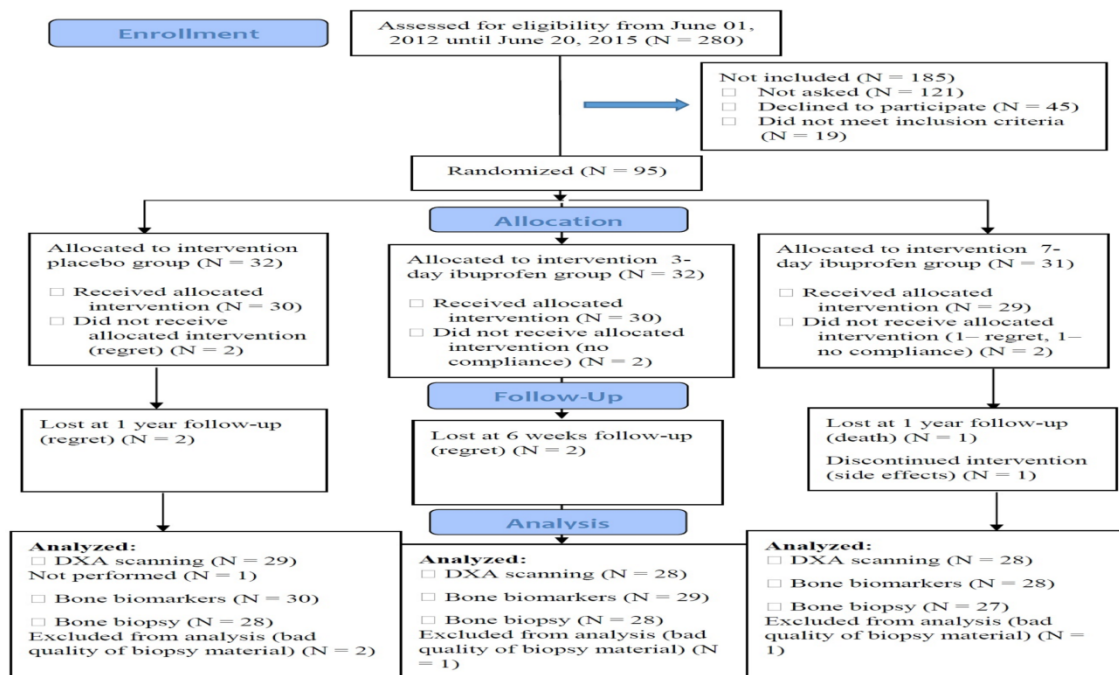 Enrollment
Assessed for eligibility from June 01,
2012 until June 20, 2015 (N = 280)
Not included (N = 185)
□ Not asked (N = 121)
□ Declined to participate (N = 45)
□ Did not meet inclusion criteria
(N = 19)
Randomized (N = 95)
Allocation
Allocated to intervention
placebo group (N = 32)
□ Received allocated
intervention (N = 30)
□ Did not receive
allocated intervention
(regret) (N = 2)
Allocated to intervention 3-
day ibuprofen group (N = 32)
□ Received allocated
intervention (N = 30)
□ Did not receive allocated
intervention (no
compliance) (N = 2)
Allocated to intervention 7-
day ibuprofen group (N = 31)
□ Received allocated
intervention (N = 29)
□ Did not receive allocated
intervention (1– regret, 1–
no compliance) (N = 2)
Follow-Up
Lost at 1 year follow-up
(regret) (N = 2)
Lost at 6 weeks follow-up
(regret) (N = 2)
Lost at 1 year follow-up
(death) (N = 1)
Discontinued intervention
(side effects) (N = 1)
Analysis
Analyzed:
□ DXA scanning (N = 29)
Not performed (N = 1)
□ Bone biomarkers (N = 30)
□ Bone biopsy (N = 28)
Excluded from analysis (bad
quality of biopsy material) (N = 2)
Analyzed:
□ DXA scanning (N = 28)
□ Bone biomarkers (N = 29)
□ Bone biopsy (N = 28)
Excluded from analysis (bad
quality of biopsy material) (N
= 1)
Analyzed:
□ DXA scanning (N = 28)
□ Bone biomarkers (N = 28)
□ Bone biopsy (N = 27)
Excluded from analysis (bad
quality of biopsy material) (N =
1)